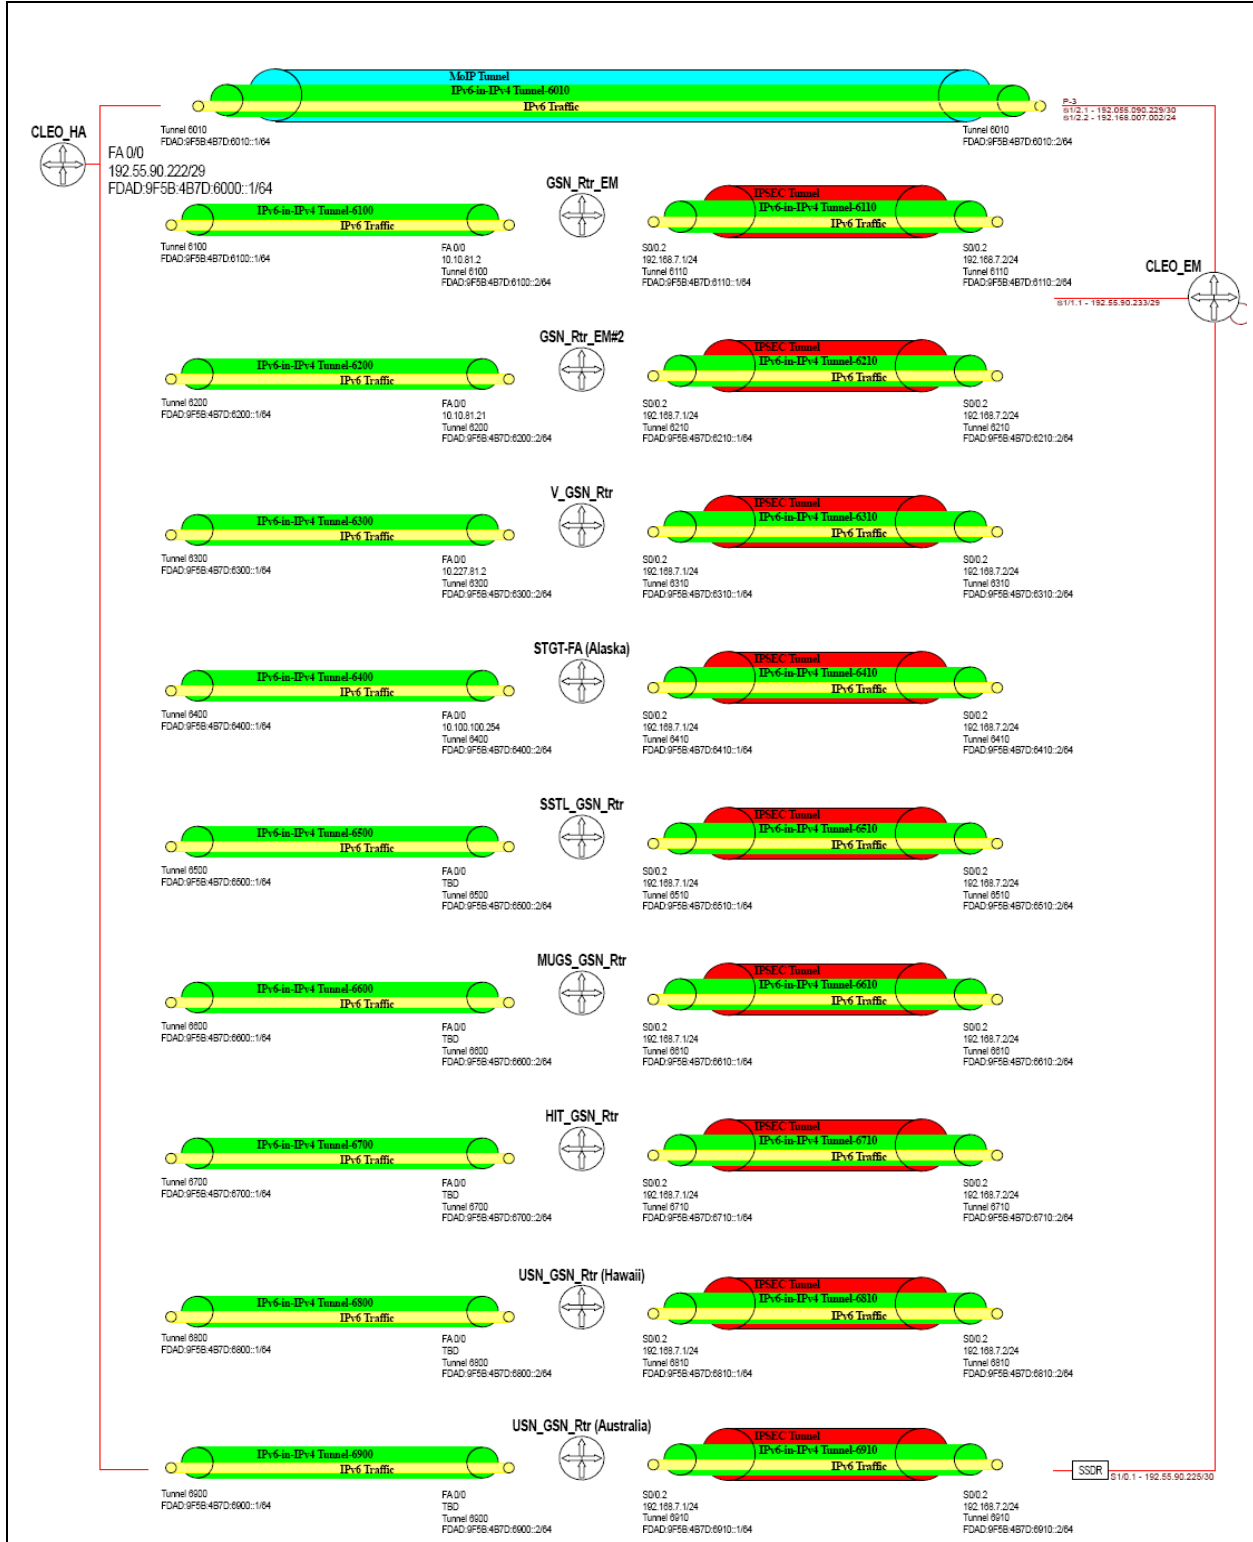 MoIP Tunnel
IPv6-in-IPv4 Tunnel-6010
IPv6 Traffic
P-3
S1/2.1 - 192.055.090.229/30
S1/2.2 - 192.168.007.002/24
Tunnel 6010
FDAD:9F5B:4B7D:6010::1/64
Tunnel 6010
FDAD:9F5B:4B7D:6010::2/64
CLEO_HA
FA 0/0
192.55.90.222/29
FDAD:9F5B:4B7D:6000::1/64
GSN_Rtr_EM
IPv6-in-IPv4 Tunnel-6100
IPv6 Traffic
IPSEC Tunnel
IPv6-in-IPv4 Tunnel-6110
IPv6 Traffic
Tunnel 6100
FDAD:9F5B:4B7D:6100::1/64
FA 0/0
10.10.81.2
Tunnel 6100
FDAD:9F5B:4B7D:6100::2/64
S0/0.2
192.168.7.1/24
Tunnel 6110
FDAD:9F5B:4B7D:6110::1/64
S0/0.2
192.168.7.2/24
Tunnel 6110
FDAD:9F5B:4B7D:6110::2/64
CLEO_EM
S1/1.1 - 192.55.90.233/29
GSN_Rtr_EM#2
IPv6-in-IPv4 Tunnel-6200
IPv6 Traffic
IPSEC Tunnel
IPv6-in-IPv4 Tunnel-6210
IPv6 Traffic
Tunnel 6200
FDAD:9F5B:4B7D:6200::1/64
FA 0/0
10.10.81.21
Tunnel 6200
FDAD:9F5B:4B7D:6200::2/64
S0/0.2
192.168.7.1/24
Tunnel 6210
FDAD:9F5B:4B7D:6210::1/64
S0/0.2
192.168.7.2/24
Tunnel 6210
FDAD:9F5B:4B7D:6210::2/64
V_GSN_Rtr
IPv6-in-IPv4 Tunnel-6300
IPv6 Traffic
IPSEC Tunnel
IPv6-in-IPv4 Tunnel-6310
IPv6 Traffic
Tunnel 6300
FDAD:9F5B:4B7D:6300::1/64
FA 0/0
10.227.81.2
Tunnel 6300
FDAD:9F5B:4B7D:6300::2/64
S0/0.2
192.168.7.1/24
Tunnel 6310
FDAD:9F5B:4B7D:6310::1/64
S0/0.2
192.168.7.2/24
Tunnel 6310
FDAD:9F5B:4B7D:6310::2/64
STGT-FA (Alaska)
IPv6-in-IPv4 Tunnel-6400
IPv6 Traffic
IPSEC Tunnel
IPv6-in-IPv4 Tunnel-6410
IPv6 Traffic
Tunnel 6400
FDAD:9F5B:4B7D:6400::1/64
FA 0/0
10.100.100.254
Tunnel 6400
FDAD:9F5B:4B7D:6400::2/64
S0/0.2
192.168.7.1/24
Tunnel 6410
FDAD:9F5B:4B7D:6410::1/64
S0/0.2
192.168.7.2/24
Tunnel 6410
FDAD:9F5B:4B7D:6410::2/64
SSTL_GSN_Rtr
IPv6-in-IPv4 Tunnel-6500
IPv6 Traffic
IPSEC Tunnel
IPv6-in-IPv4 Tunnel-6510
IPv6 Traffic
Tunnel 6500
FDAD:9F5B:4B7D:6500::1/64
FA 0/0
TBD
Tunnel 6500
FDAD:9F5B:4B7D:6500::2/64
S0/0.2
192.168.7.1/24
Tunnel 6510
FDAD:9F5B:4B7D:6510::1/64
S0/0.2
192.168.7.2/24
Tunnel 6510
FDAD:9F5B:4B7D:6510::2/64
MUGS_GSN_Rtr
IPv6-in-IPv4 Tunnel-6600
IPv6 Traffic
IPSEC Tunnel
IPv6-in-IPv4 Tunnel-6610
IPv6 Traffic
Tunnel 6600
FDAD:9F5B:4B7D:6600::1/64
FA 0/0
TBD
Tunnel 6600
FDAD:9F5B:4B7D:6600::2/64
S0/0.2
192.168.7.1/24
Tunnel 6610
FDAD:9F5B:4B7D:6610::1/64
S0/0.2
192.168.7.2/24
Tunnel 6610
FDAD:9F5B:4B7D:6610::2/64
HIT_GSN_Rtr
IPv6-in-IPv4 Tunnel-6700
IPv6 Traffic
IPSEC Tunnel
IPv6-in-IPv4 Tunnel-6710
IPv6 Traffic
Tunnel 6700
FDAD:9F5B:4B7D:6700::1/64
FA 0/0
TBD
Tunnel 6700
FDAD:9F5B:4B7D:6700::2/64
S0/0.2
192.168.7.1/24
Tunnel 6710
FDAD:9F5B:4B7D:6710::1/64
S0/0.2
192.168.7.2/24
Tunnel 6710
FDAD:9F5B:4B7D:6710::2/64
USN_GSN_Rtr (Hawaii)
IPv6-in-IPv4 Tunnel-6800
IPv6 Traffic
IPSEC Tunnel
IPv6-in-IPv4 Tunnel-6810
IPv6 Traffic
Tunnel 6800
FDAD:9F5B:4B7D:6800::1/64
FA 0/0
TBD
Tunnel 6800
FDAD:9F5B:4B7D:6800::2/64
S0/0.2
192.168.7.1/24
Tunnel 6810
FDAD:9F5B:4B7D:6810::1/64
S0/0.2
192.168.7.2/24
Tunnel 6810
FDAD:9F5B:4B7D:6810::2/64
USN_GSN_Rtr (Australia)
IPv6-in-IPv4 Tunnel-6900
IPv6 Traffic
IPSEC Tunnel
IPv6-in-IPv4 Tunnel-6910
IPv6 Traffic
SSDR
S1/0.1 - 192.55.90.225/30
Tunnel 6900
FDAD:9F5B:4B7D:6900::1/64
FA 0/0
TBD
Tunnel 6900
FDAD:9F5B:4B7D:6900::2/64
S0/0.2
192.168.7.1/24
Tunnel 6910
FDAD:9F5B:4B7D:6910::1/64
S0/0.2
192.168.7.2/24
Tunnel 6910
FDAD:9F5B:4B7D:6910::2/64